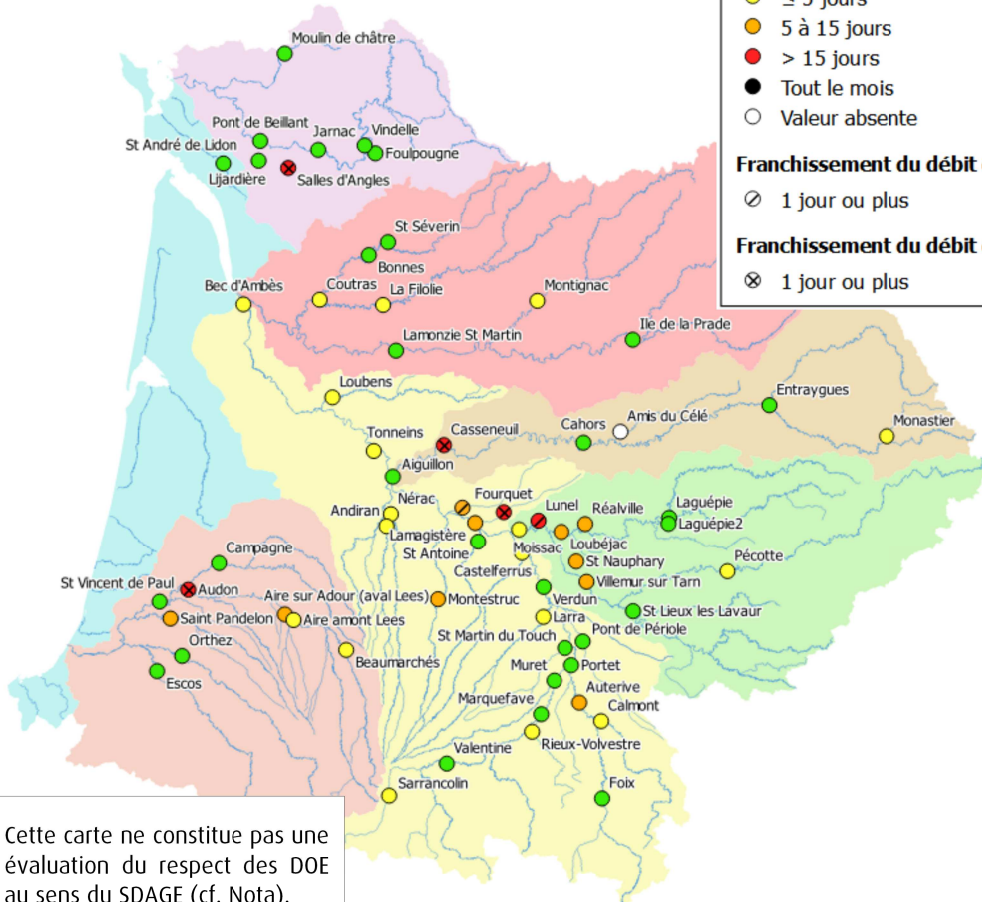 ≤ 5 jours
5 à 15 jours
> 15 jours
Tout le mois
Valeur absente
Franchissement du débit
1 jour ou plus
Franchissement du débit
1 jour ou plus
Moulin de châtre
Pont de Beillant
Jarnac
Vindelle
St André de Lidon
Foulpougne
Lijardière
Salles d'Angles
St Séverin
Bonnes
Bec d'Ambès
Coutras
La Filolie
Montignac
Ile de la Prade
Lamonzie St Martin
Loubens
Entraygues
Amis du Célé
Cahors
Monastier
Tonneins
Casseneuil
Aiguillon
Nérac
Fourquet
Andiran
Lunel
Réalville
Laguépie
Laguépie2
Lamagistère
St Antoine
Moissac
Loubéjac
Campagne
Castelferrus
St Nauphary
Pécotte
St Vincent de Paul
Audon
Aire sur Adour (aval Lees)
Montestruc
Villemur sur Tarn
Verdun
Saint Pandelon
Aire amont Lees
Larra
St Lieux les Lavaur
Orthez
St Martin du Touch
Pont de Périole
Beaumarchés
Muret
Portet
Escos
Auterive
Marquefave
Calmont
Rieux-Volvestre
Valentine
Sarrancolin
Foix
Cette carte ne constitue pas une
évaluation du respect des DOE
au sens du SDAGE (cf. Nota).